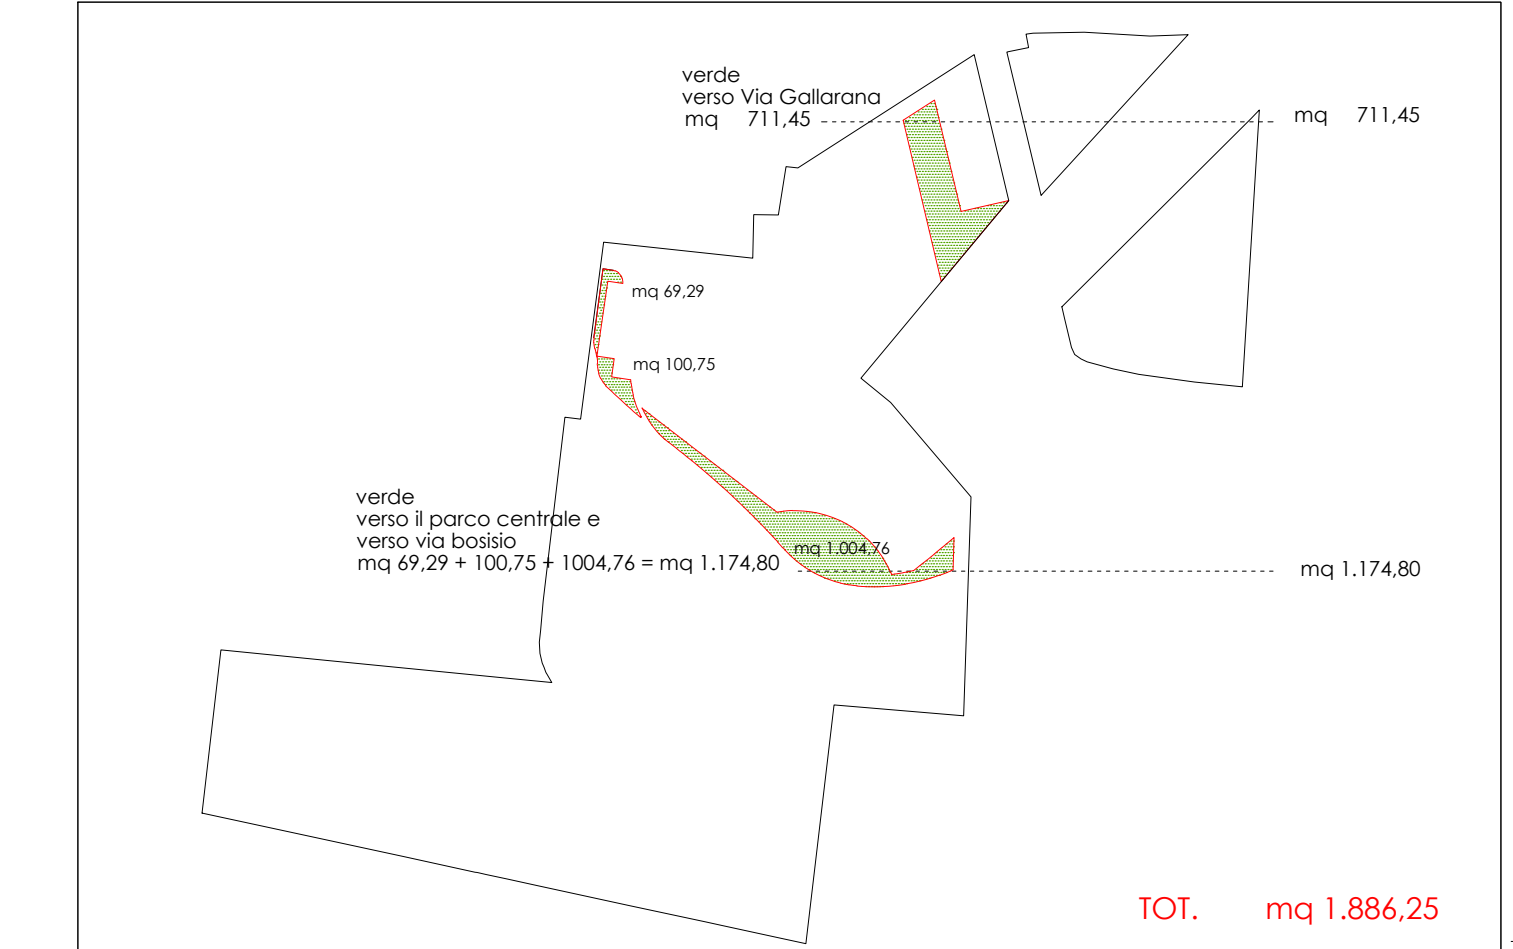 verde
verso Via Gallarana
mq 711,45
mq 711,45
mq 69,29
mq 100,75
verde
verso il parco centrale e
verso via bosisio
mq 69,29 + 100,75 + 1004,76 = mq 1.174,80
mq 1.004,76
mq 1.174,80
TOT. mq 1.886,25